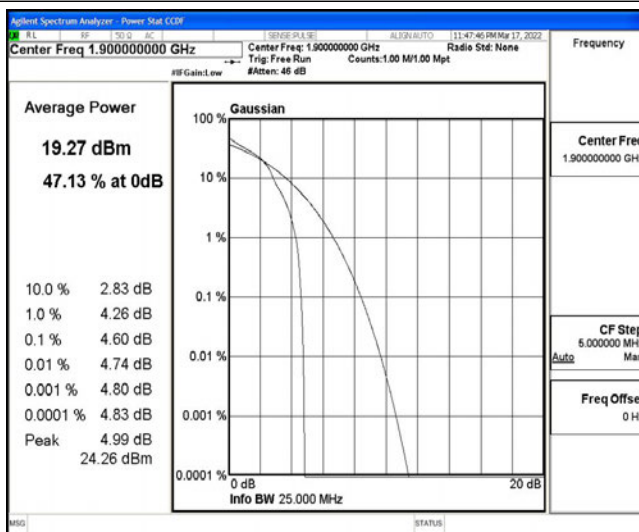 Agilent Spectrum Analyzer - Power Stat CCDF
RL RF 50 Ω AC SENSE:PULSE ALIGN AUTO 11:47:46 PM Mar 17, 2022
Center Freq 1.900000000 GHz
Center Freq: 1.900000000 GHz Radio Std: None
Trig: Free Run Counts:1.00 M/1.00 Mpt
#IFGain:Low #Atten: 46 dB
Frequency
Average Power
19.27 dBm
47.13 % at 0dB
10.0 % 2.83 dB
1.0 % 4.26 dB
0.1 % 4.60 dB
0.01 % 4.74 dB
0.001 % 4.80 dB
0.0001 % 4.83 dB
Peak 4.99 dB
24.26 dBm
Gaussian
100 %
10 %
1 %
0.1 %
0.01 %
0.001 %
0.0001 %
0 dB 20 dB
Info BW 25.000 MHz
Center Fre
1.900000000 GH
CF Step
5.000000 MH
Auto Ma
Freq Offse
0 H
MSG STATUS